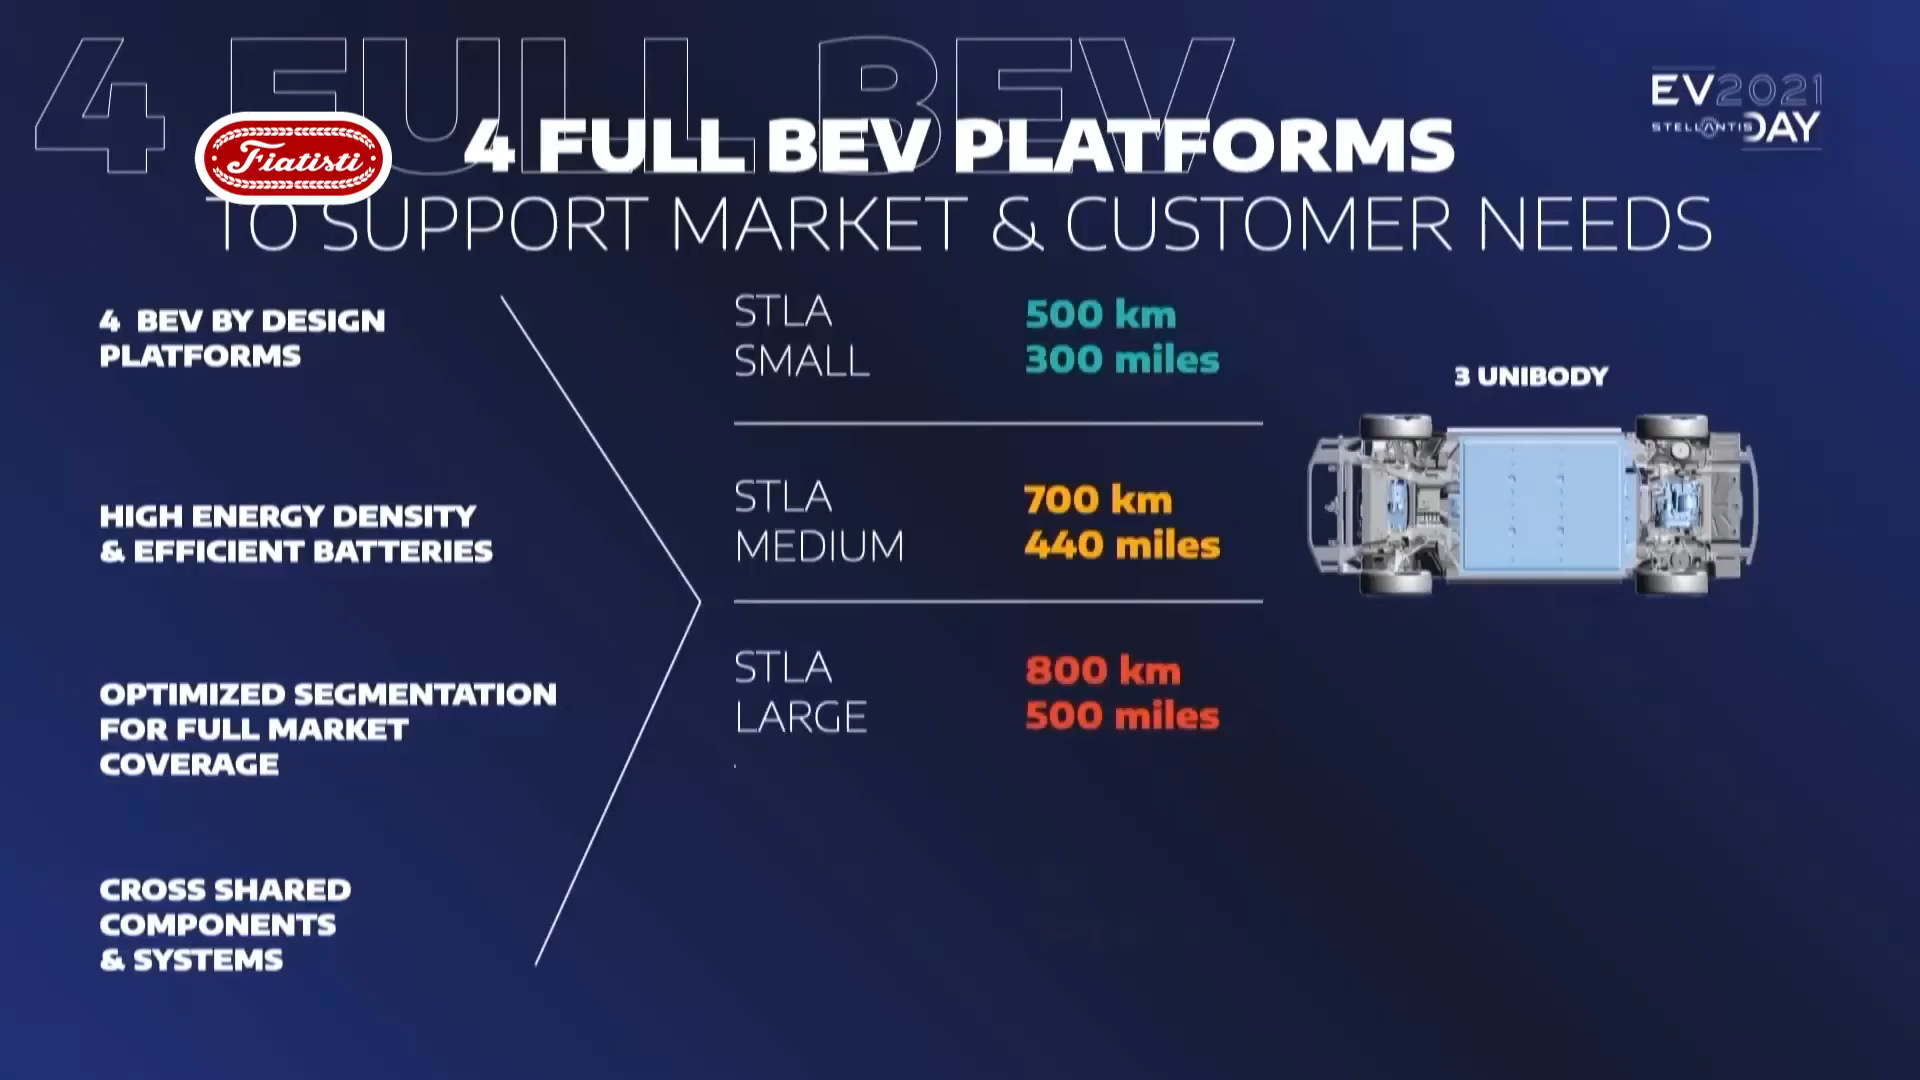 4 FULL BEV
EV2021
STELLANTIS DAY
Fiatisti
4 FULL BEV PLATFORMS
TO SUPPORT MARKET & CUSTOMER NEEDS
4 BEV BY DESIGN
PLATFORMS
HIGH ENERGY DENSITY
& EFFICIENT BATTERIES
OPTIMIZED SEGMENTATION
FOR FULL MARKET
COVERAGE
CROSS SHARED
COMPONENTS
& SYSTEMS
STLA
SMALL
500 km
300 miles
STLA
MEDIUM
700 km
440 miles
STLA
LARGE
800 km
500 miles
3 UNIBODY